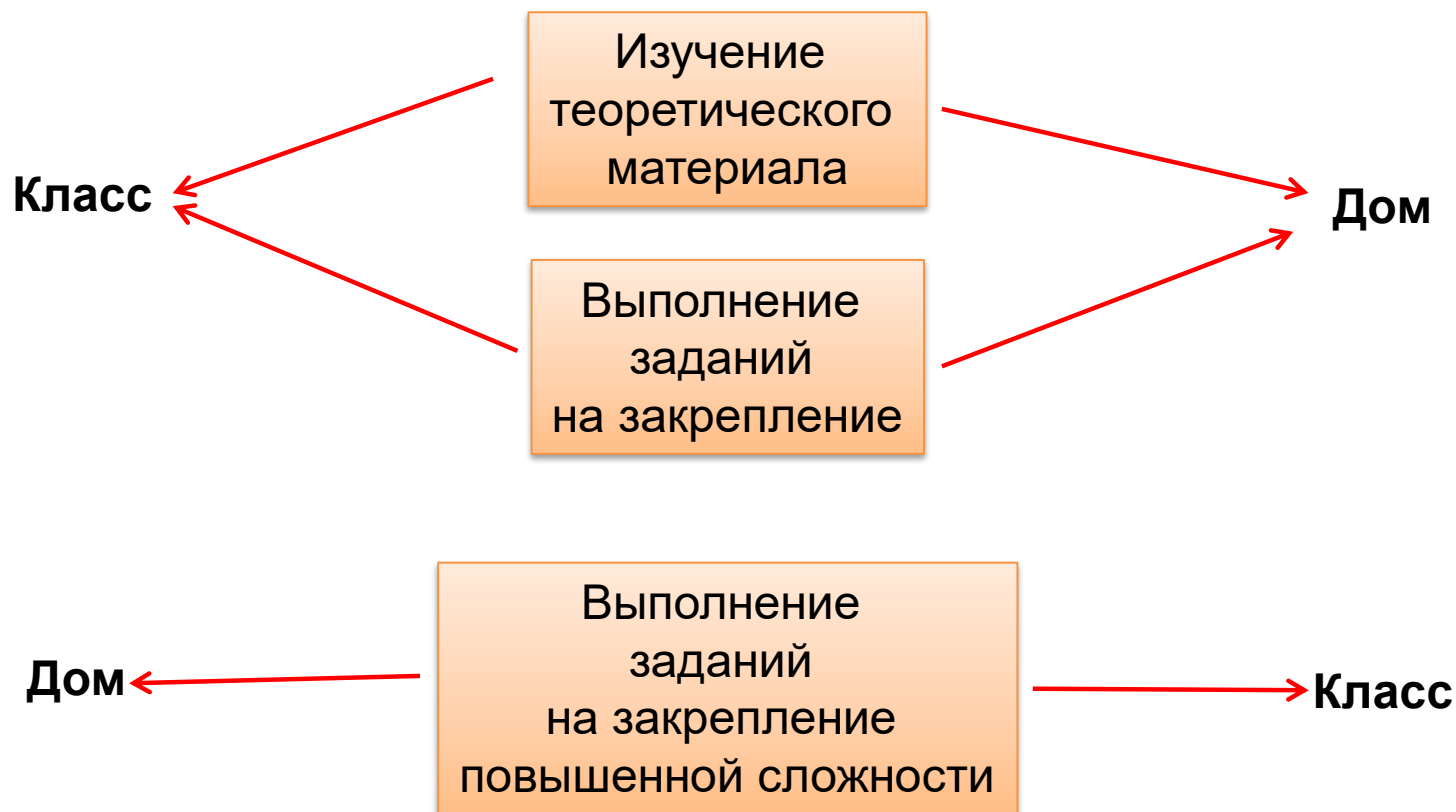 Изучение
теоретического
материала
Класс
Дом
Выполнение
заданий
на закрепление
Выполнение
заданий
на закрепление
повышенной сложности
Дом
Класс